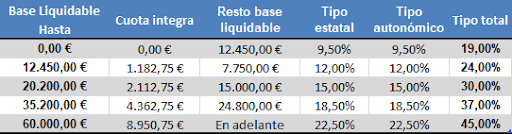 Base Liquidable Hasta Cuota integra Resto base liquidable Tipo estatal Tipo autonómico Tipo total
0,00 € 0,00 € 12.450,00 € 9,50% 9,50% 19,00%
12.450,00 € 1.182,75 € 7.750,00 € 12,00% 12,00% 24,00%
20.200,00 € 2.112,75 € 15.000,00 € 15,00% 15,00% 30,00%
35.200,00 € 4.362,75 € 24.800,00 € 18,50% 18,50% 37,00%
60.000,00 € 8.950,75 € En adelante 22,50% 22,50% 45,00%